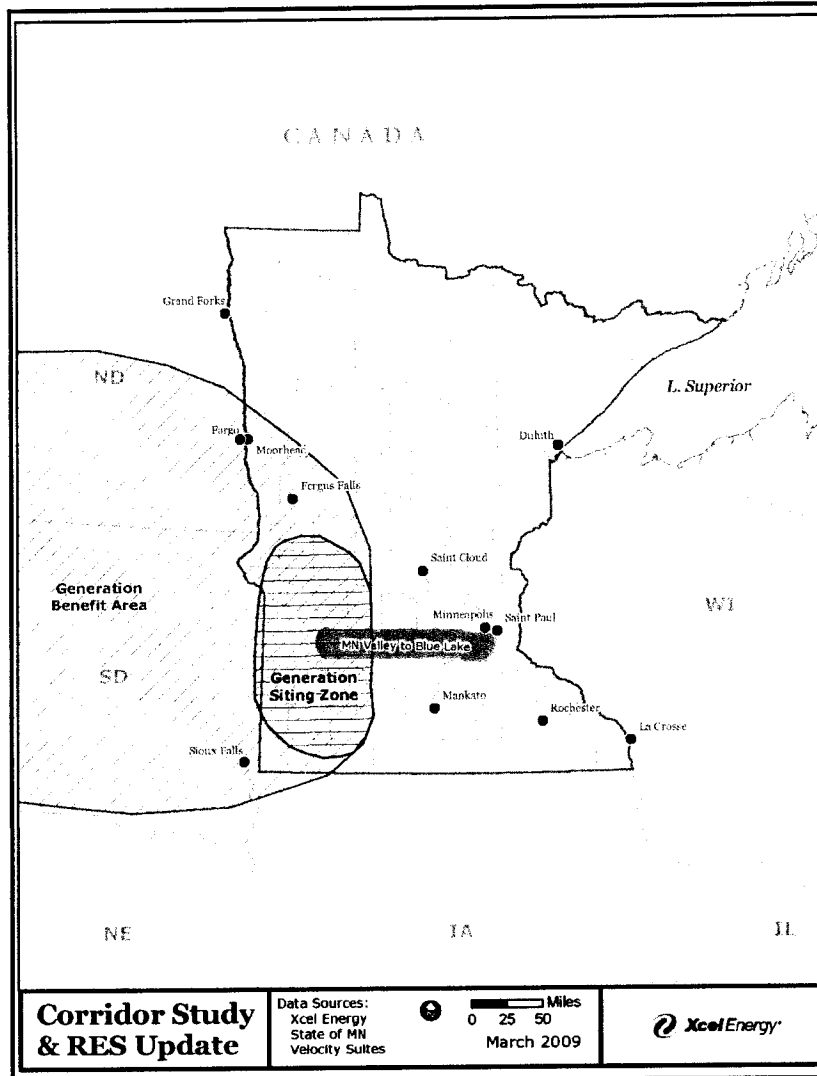 CANADA
Grand Forks
ND
L. Superior
Fargo
Moorhead
Duluth
Fergus Falls
Saint Cloud
Generation
Benefit Area
WI
Minneapolis
Saint Paul
MN Valley to Blue Lake
SD
Generation
Siting Zone
Mankato
Rochester
La Crosse
Sioux Falls
NE
IA
IL
Corridor Study
& RES Update
Data Sources:
Xcel Energy
State of MN
Velocity Suites
Miles
0 25 50
March 2009
Xcel Energy